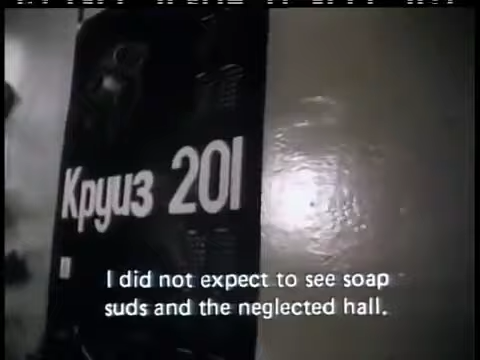 Круиз 201
I did not expect to see soap
suds and the neglected hall.